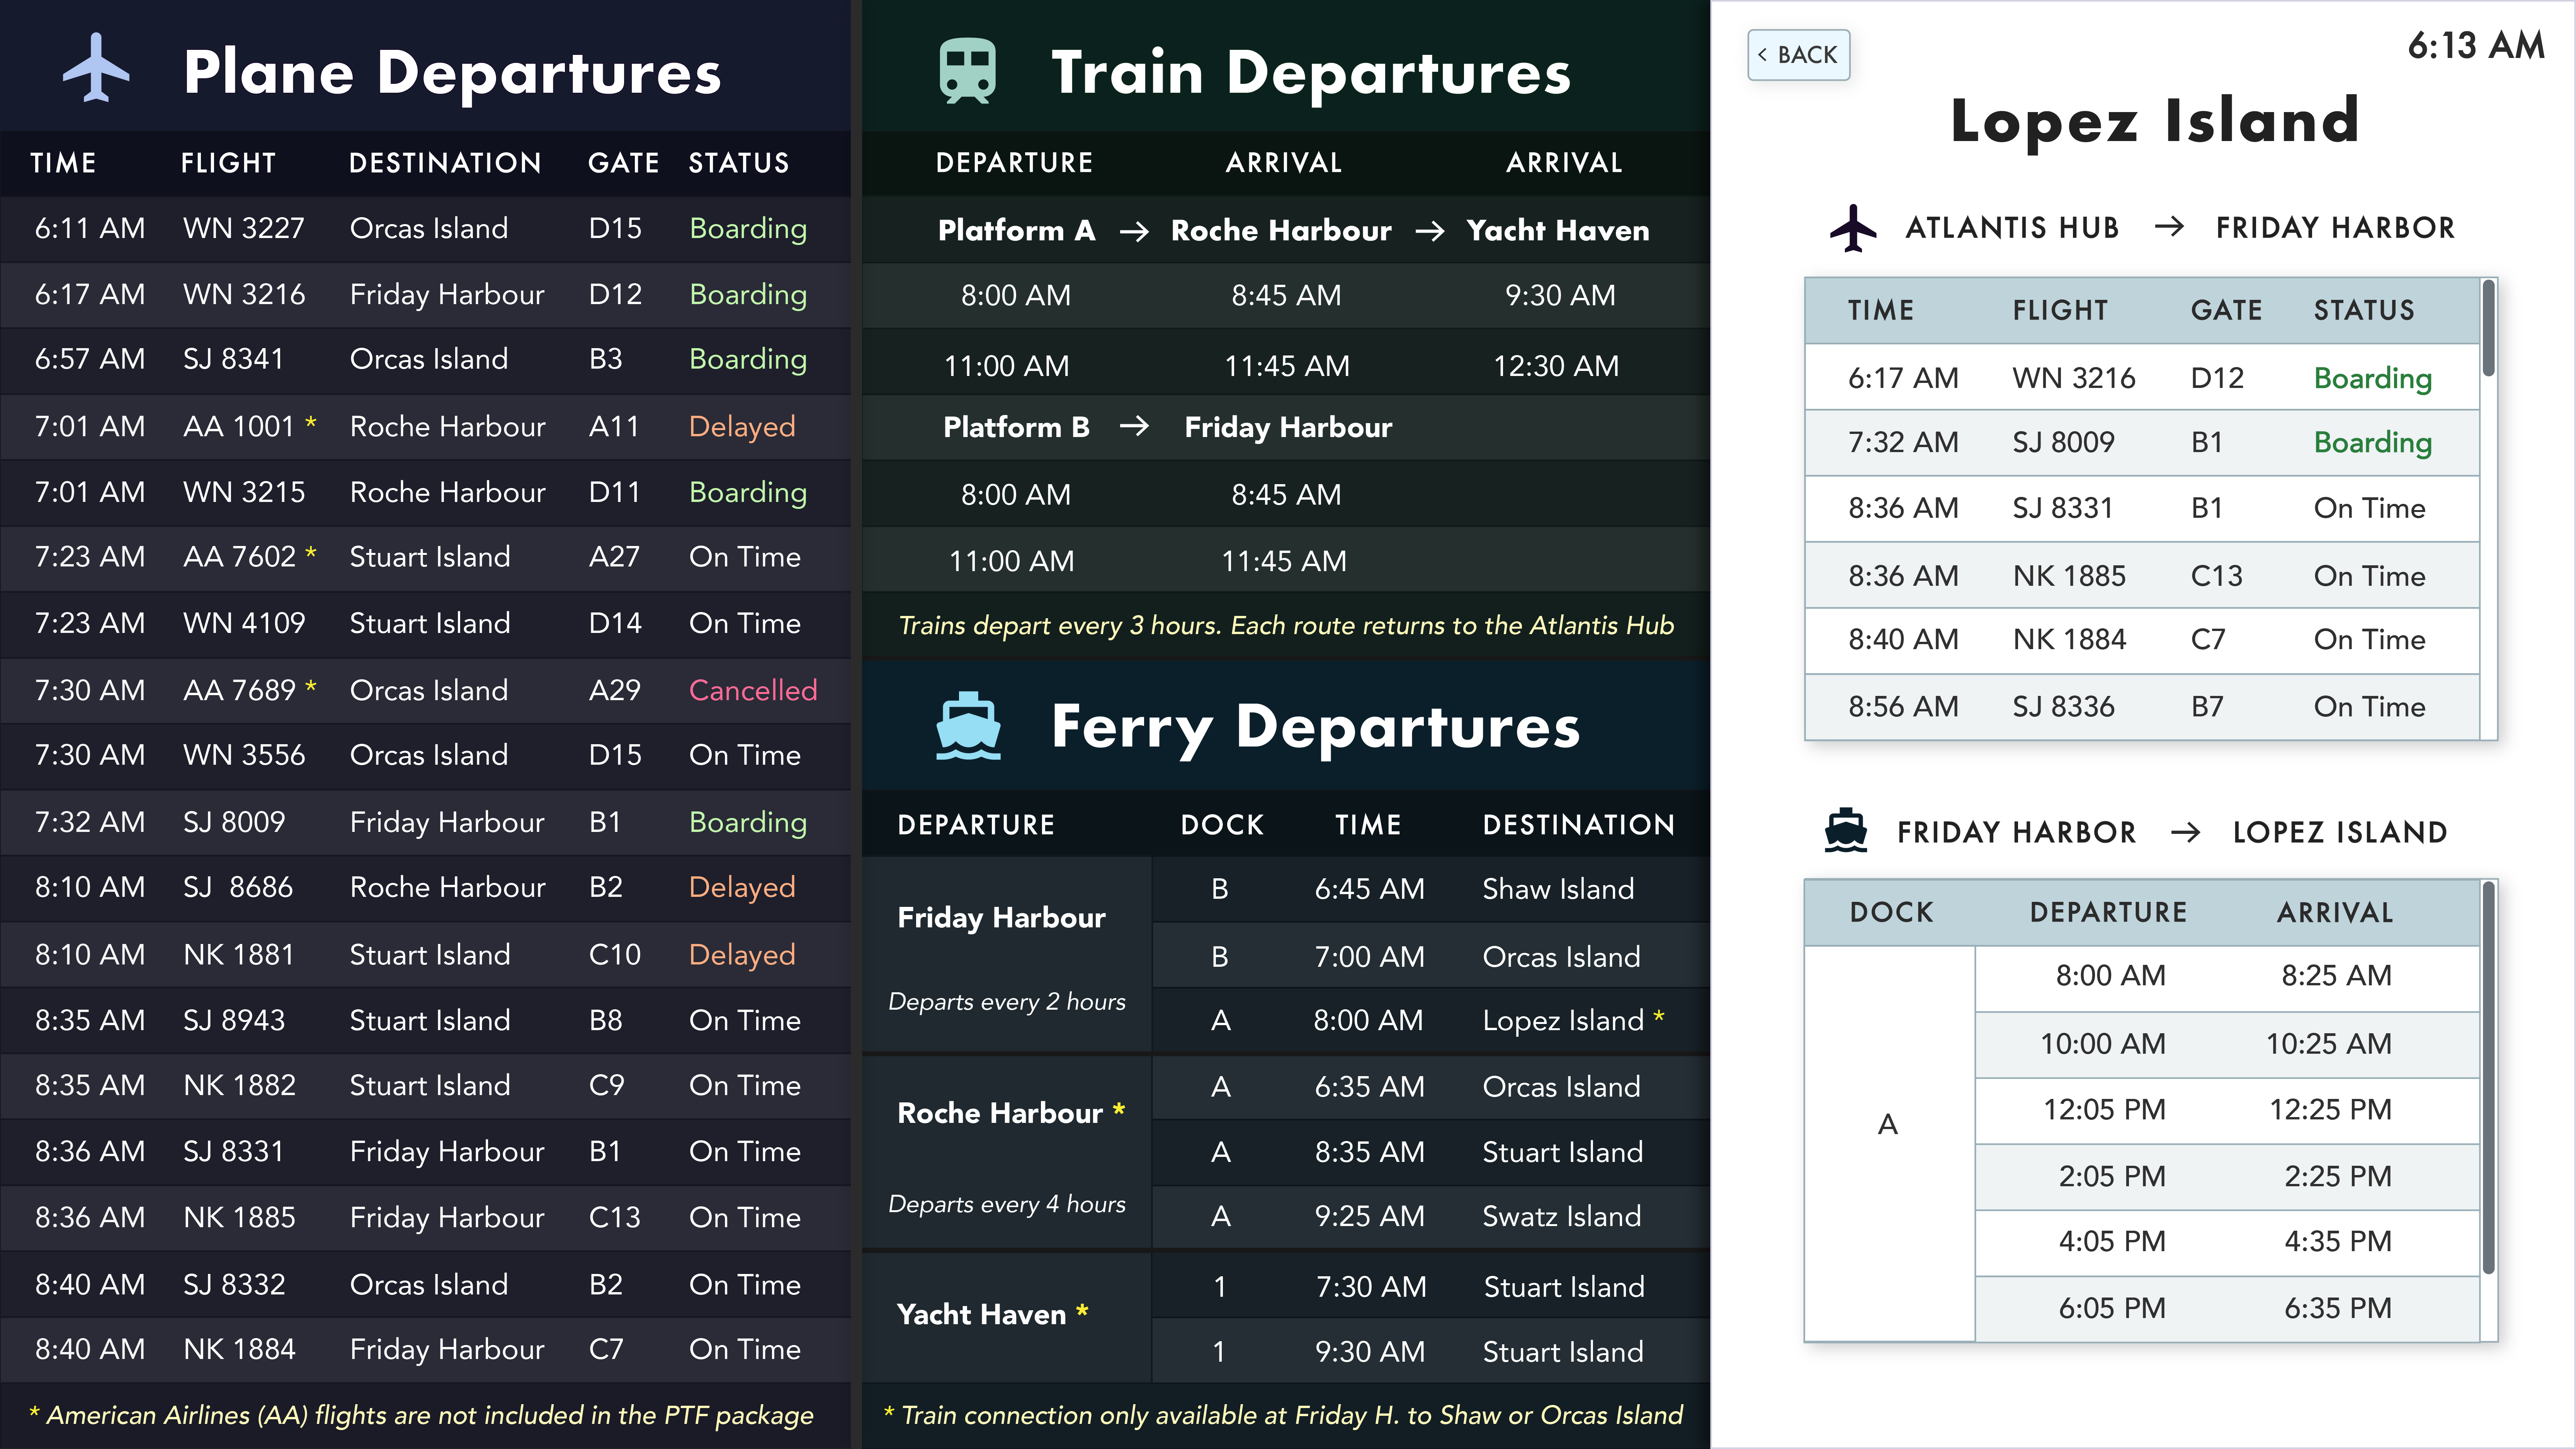 Plane Departures
TIME FLIGHT DESTINATION GATE STATUS
6:11 AM WN 3227 Orcas Island D15 Boarding
6:17 AM WN 3216 Friday Harbour D12 Boarding
6:57 AM SJ 8341 Orcas Island B3 Boarding
7:01 AM AA 1001 * Roche Harbour A11 Delayed
7:01 AM WN 3215 Roche Harbour D11 Boarding
7:23 AM AA 7602 * Stuart Island A27 On Time
7:23 AM WN 4109 Stuart Island D14 On Time
7:30 AM AA 7689 * Orcas Island A29 Cancelled
7:30 AM WN 3556 Orcas Island D15 On Time
7:32 AM SJ 8009 Friday Harbour B1 Boarding
8:10 AM SJ 8686 Roche Harbour B2 Delayed
8:10 AM NK 1881 Stuart Island C10 Delayed
8:35 AM SJ 8943 Stuart Island B8 On Time
8:35 AM NK 1882 Stuart Island C9 On Time
8:36 AM SJ 8331 Friday Harbour B1 On Time
8:36 AM NK 1885 Friday Harbour C13 On Time
8:40 AM SJ 8332 Orcas Island B2 On Time
8:40 AM NK 1884 Friday Harbour C7 On Time
* American Airlines (AA) flights are not included in the PTF package
Train Departures
DEPARTURE ARRIVAL ARRIVAL
Platform A → Roche Harbour → Yacht Haven
8:00 AM 8:45 AM 9:30 AM
11:00 AM 11:45 AM 12:30 AM
Platform B → Friday Harbour
8:00 AM 8:45 AM
11:00 AM 11:45 AM
Trains depart every 3 hours. Each route returns to the Atlantis Hub
Ferry Departures
DEPARTURE DOCK TIME DESTINATION
Friday Harbour
Departs every 2 hours
B 6:45 AM Shaw Island
B 7:00 AM Orcas Island
A 8:00 AM Lopez Island *
Roche Harbour *
Departs every 4 hours
A 6:35 AM Orcas Island
A 8:35 AM Stuart Island
A 9:25 AM Swatz Island
Yacht Haven *
1 7:30 AM Stuart Island
1 9:30 AM Stuart Island
* Train connection only available at Friday H. to Shaw or Orcas Island
< BACK
6:13 AM
Lopez Island
ATLANTIS HUB → FRIDAY HARBOR
TIME FLIGHT GATE STATUS
6:17 AM WN 3216 D12 Boarding
7:32 AM SJ 8009 B1 Boarding
8:36 AM SJ 8331 B1 On Time
8:36 AM NK 1885 C13 On Time
8:40 AM NK 1884 C7 On Time
8:56 AM SJ 8336 B7 On Time
FRIDAY HARBOR → LOPEZ ISLAND
DOCK DEPARTURE ARRIVAL
A
8:00 AM 8:25 AM
10:00 AM 10:25 AM
12:05 PM 12:25 PM
2:05 PM 2:25 PM
4:05 PM 4:35 PM
6:05 PM 6:35 PM